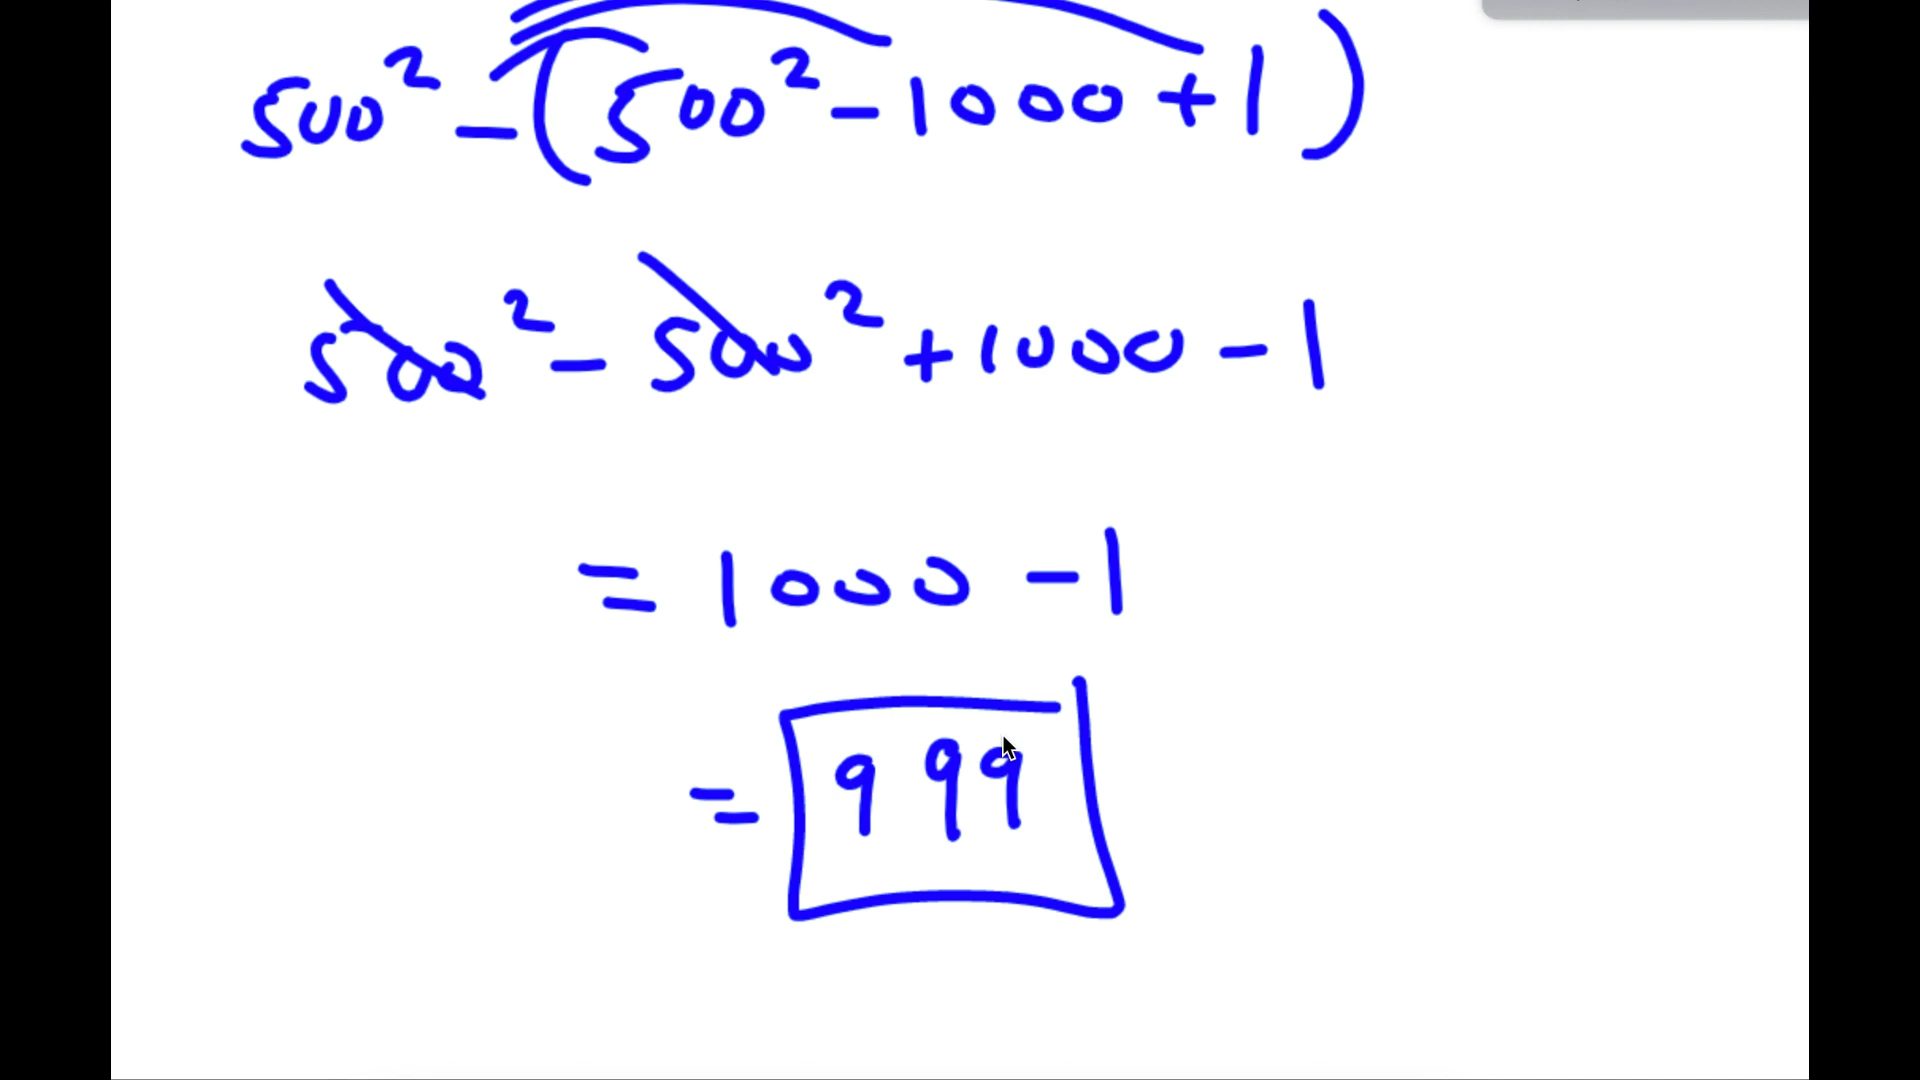 500² - (500² - 1000 + 1)
500² - 500² + 1000 - 1
= 1000 - 1
= 999